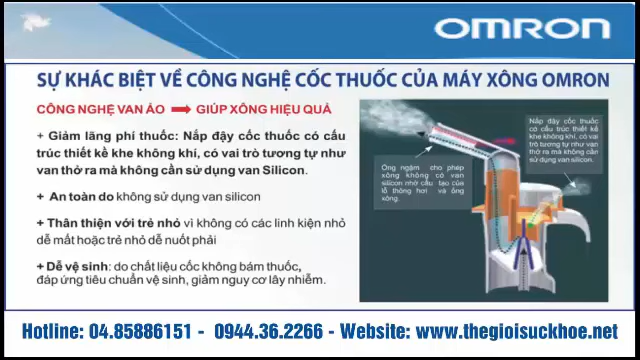 OMRON
SỰ KHÁC BIỆT VỀ CÔNG NGHỆ CỐC THUỐC CỦA MÁY XÔNG OMRON
CÔNG NGHỆ VAN ẢO ➡ GIÚP XÔNG HIỆU QUẢ
+ Giảm lãng phí thuốc: Nắp đậy cốc thuốc có cấu
trúc thiết kế khe không khí, có vai trò tương tự như
van thở ra mà không cần sử dụng van Silicon.
+ An toàn do không sử dụng van silicon
+ Thân thiện với trẻ nhỏ vì không có các linh kiện nhỏ
dễ mất hoặc trẻ nhỏ dễ nuốt phải
+ Dễ vệ sinh: do chất liệu cốc không bám thuốc,
đáp ứng tiêu chuẩn vệ sinh, giảm nguy cơ lây nhiễm.
Nắp đậy cốc thuốc
có cấu trúc thiết kế
khe không khí, có vai
trò tương tự như van
thở ra mà không cần
sử dụng van silicon.
Ống ngậm cho phép
xông không cần có van
silicon nhờ cấu tạo của
lỗ thông hơi và ống
xông.
Hotline: 04.85886151 - 0944.36.2266 - Website: www.thegioisuckhoe.net